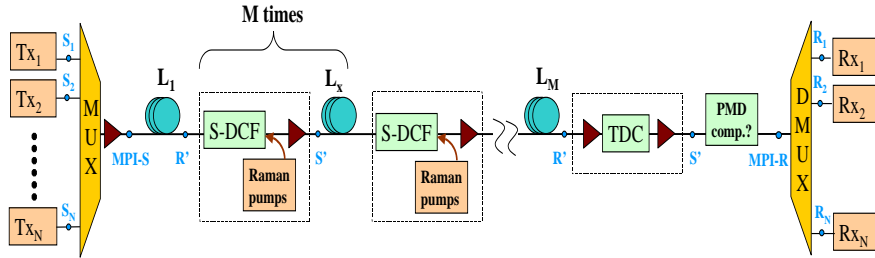 M times
Tx1
S1
Tx2
S2
TxN
SN
MUX
MPI-S
L1
R'
S-DCF
Raman
pumps
S'
Lx
S-DCF
Raman
pumps
LM
R'
TDC
S'
PMD
comp.?
MPI-R
DMUX
R1
Rx1
R2
Rx2
RN
RxN